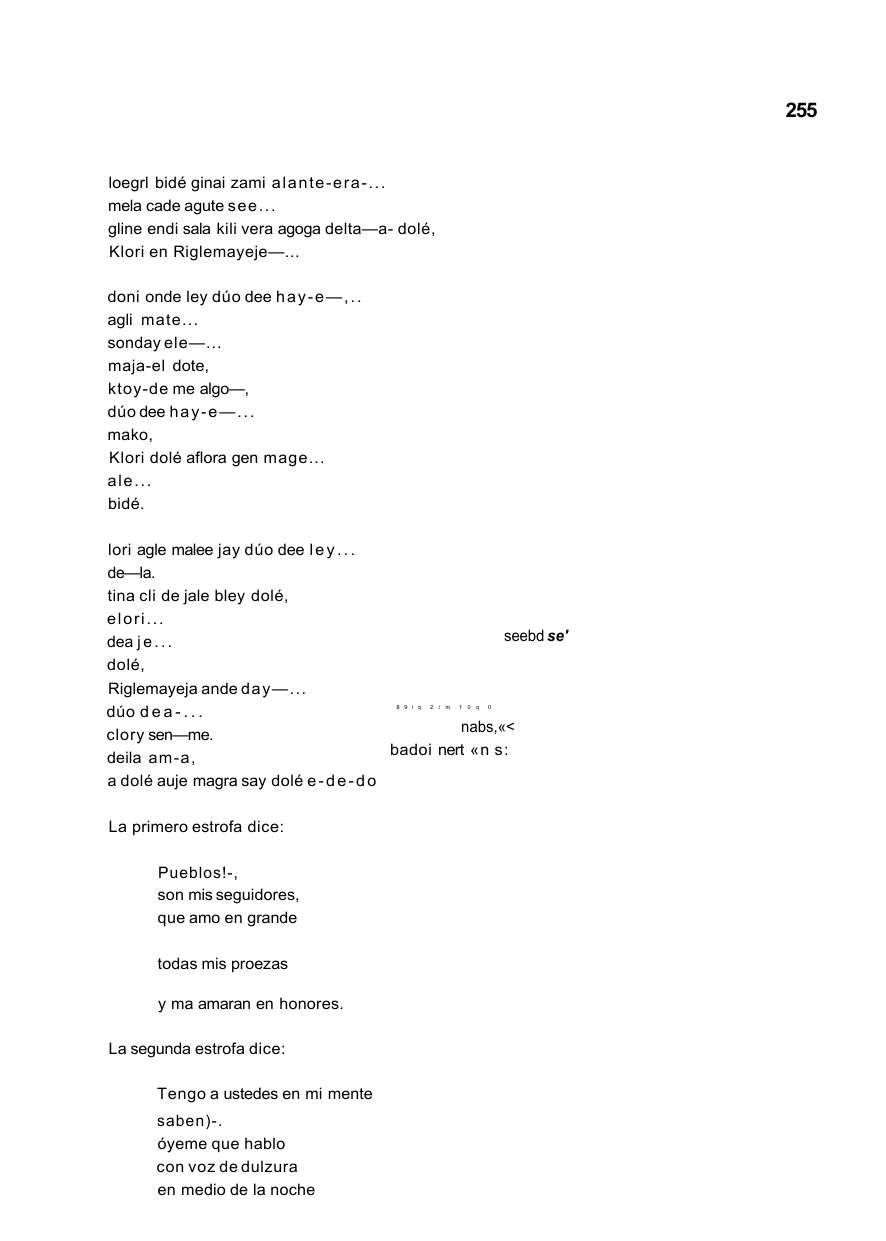 255
loegrl bidé ginai zami alante-era-...
mela cade agute see...
gline endi sala kili vera agoga delta—a- dolé,
Klori en Riglemayeje—...
doni onde ley dúo dee hay-e—,..
agli mate...
sonday ele—...
maja-el dote,
ktoy-de me algo—,
dúo dee hay-e—...
mako,
Klori dolé aflora gen mage...
ale...
bidé.
lori agle malee jay dúo dee ley...
de—la.
tina cli de jale bley dolé,
elori...
seebd se'
dea je...
dolé,
Riglemayeja ande day—...
dúo dea-...
nabs,«<
clory sen—me.
badoi nert «n s:
deila am-a,
a dolé auje magra say dolé e-de-do
La primero estrofa dice:
Pueblos!-,
son mis seguidores,
que amo en grande
todas mis proezas
y ma amaran en honores.
La segunda estrofa dice:
Tengo a ustedes en mi mente
saben)-.
óyeme que hablo
con voz de dulzura
en medio de la noche